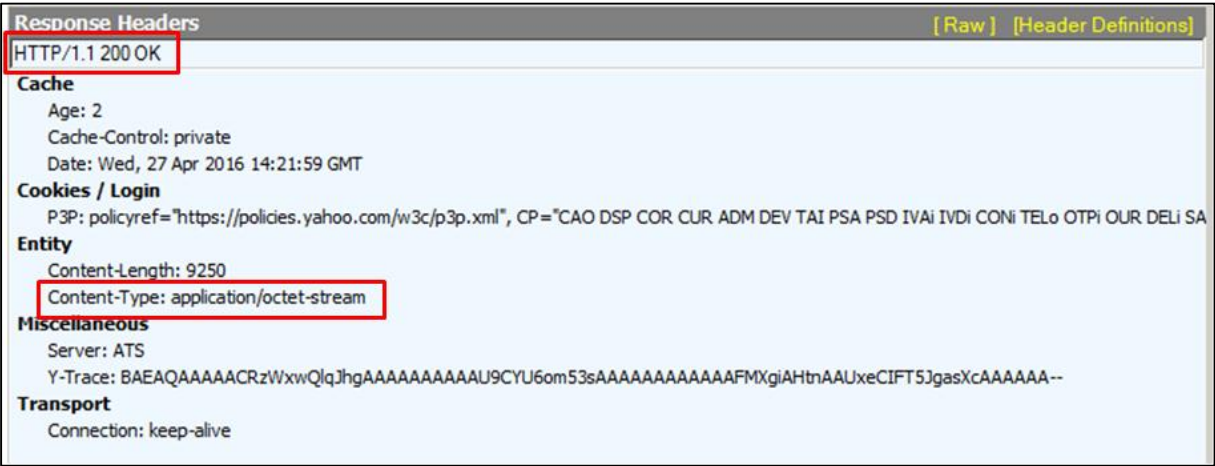 Response Headers [ Raw ] [Header Definitions]
HTTP/1.1 200 OK
Cache
Age: 2
Cache-Control: private
Date: Wed, 27 Apr 2016 14:21:59 GMT
Cookies / Login
P3P: policyref="https://policies.yahoo.com/w3c/p3p.xml", CP="CAO DSP COR CUR ADM DEV TAI PSA PSD IVAi IVDi CONi TELo OTPi OUR DELi SA
Entity
Content-Length: 9250
Content-Type: application/octet-stream
Miscellaneous
Server: ATS
Y-Trace: BAEAQAAAAACRzWxwQlqJhgAAAAAAAAAAU9CYU6om53sAAAAAAAAAAAAFMXgiAHtnAAUxeCIFT5JgasXcAAAAAA--
Transport
Connection: keep-alive